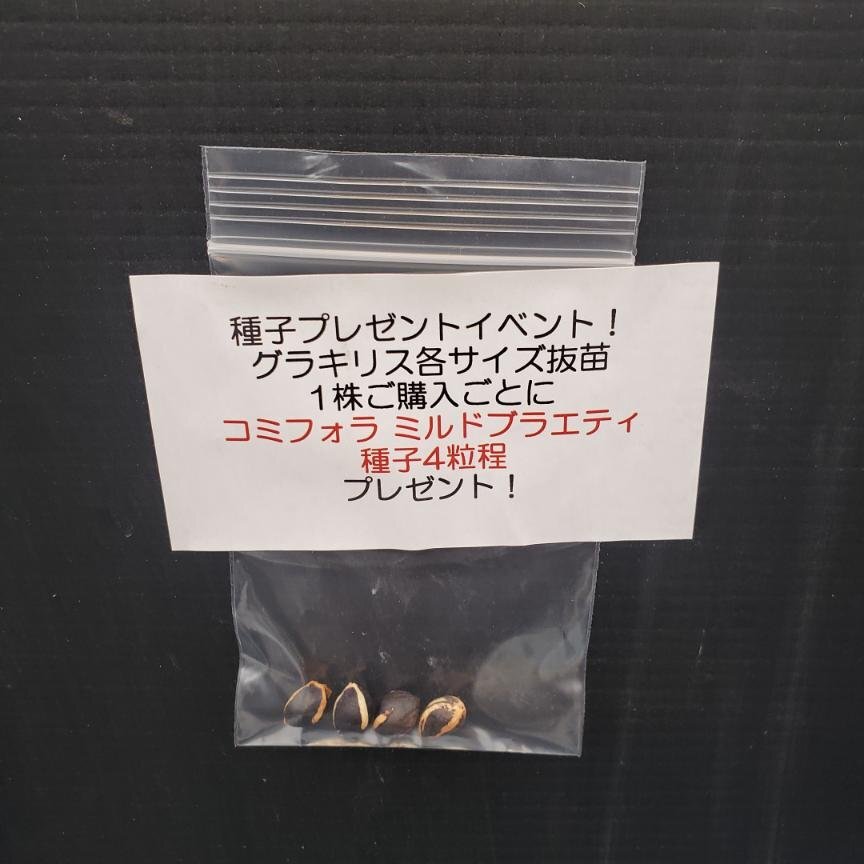 種子プレゼントイベント！
グラキリス各サイズ抜苗
１株ご購入ごとに
コミフォラ ミルドブラエティ
種子4粒程
プレゼント！